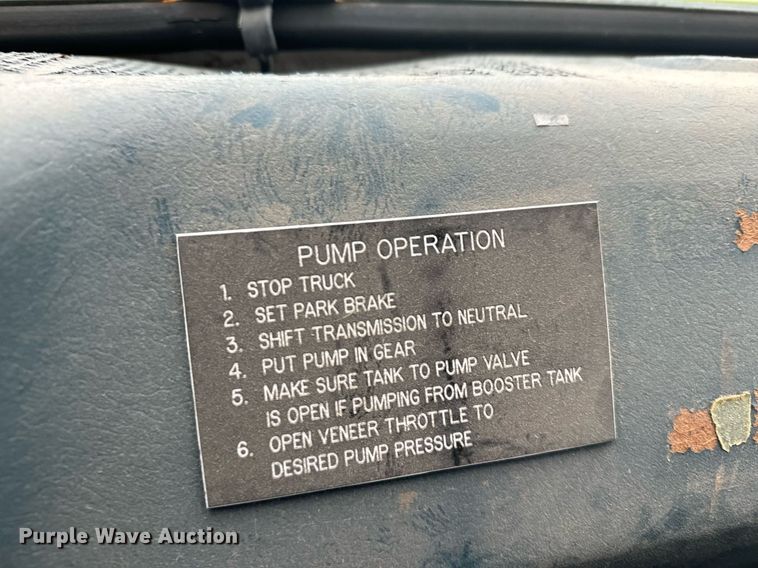 PUMP OPERATION
1. STOP TRUCK
2. SET PARK BRAKE
3. SHIFT TRANSMISSION TO NEUTRAL
4. PUT PUMP IN GEAR
5. MAKE SURE TANK TO PUMP VALVE
IS OPEN IF PUMPING FROM BOOSTER TANK
6. OPEN VENEER THROTTLE TO
DESIRED PUMP PRESSURE
Purple Wave Auction